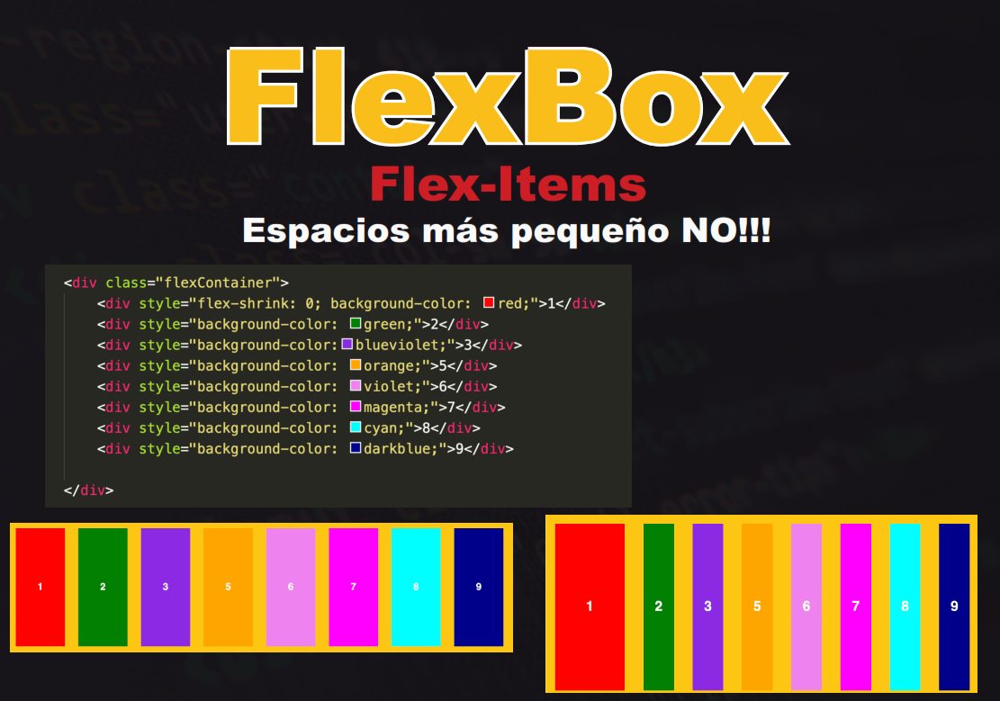 FlexBox
Flex-Items
Espacios más pequeño NO!!!
<div class="flexContainer">
<div style="flex-shrink: 0; background-color: red;">1</div>
<div style="background-color: green;">2</div>
<div style="background-color:blueviolet;">3</div>
<div style="background-color: orange;">5</div>
<div style="background-color: violet;">6</div>
<div style="background-color: magenta;">7</div>
<div style="background-color: cyan;">8</div>
<div style="background-color: darkblue;">9</div>
</div>
1 2 3 5 6 7 8 9
1 2 3 5 6 7 8 9